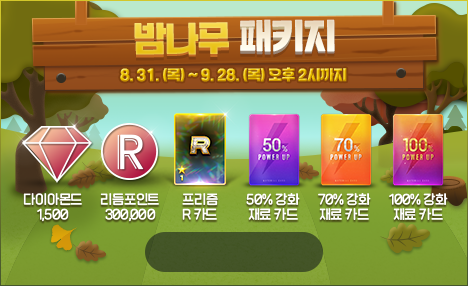 밤나무 패키지
8. 31. (목) ~ 9. 28. (목) 오후 2시까지
R
R
50%
POWER UP
70%
POWER UP
100%
POWER UP
다이아몬드
1,500
리듬포인트
300,000
프리즘
R 카드
50% 강화
재료 카드
70% 강화
재료 카드
100% 강화
재료 카드